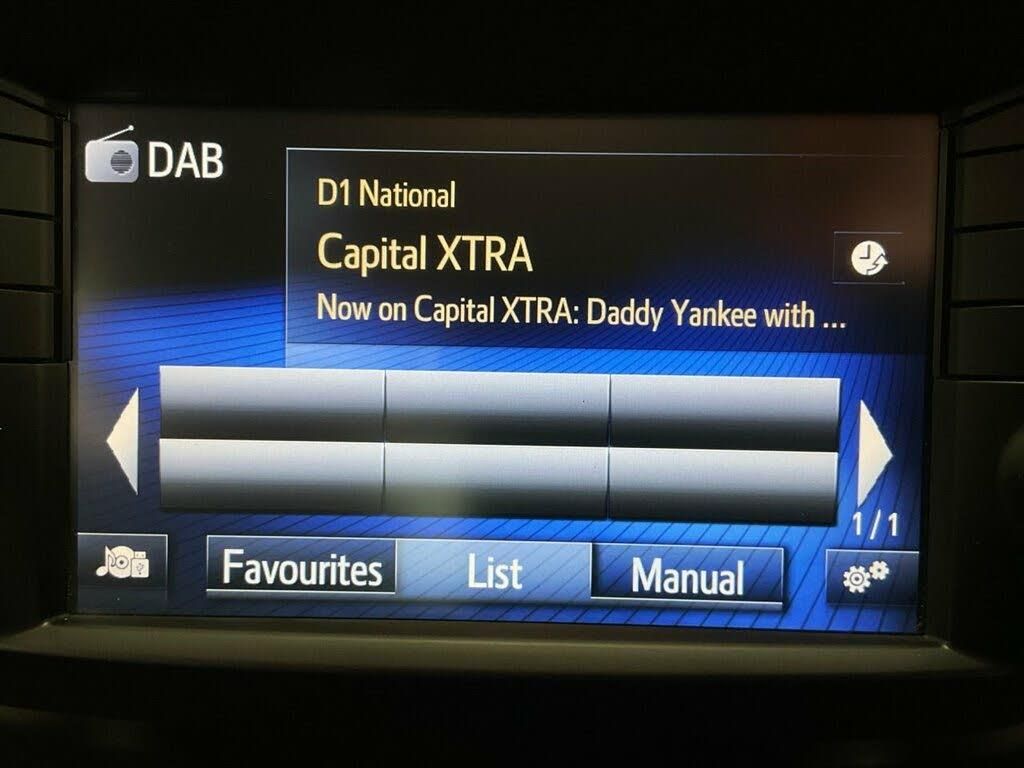 DAB
D1 National
Capital XTRA
Now on Capital XTRA: Daddy Yankee with ...
1/1
Favourites
List
Manual